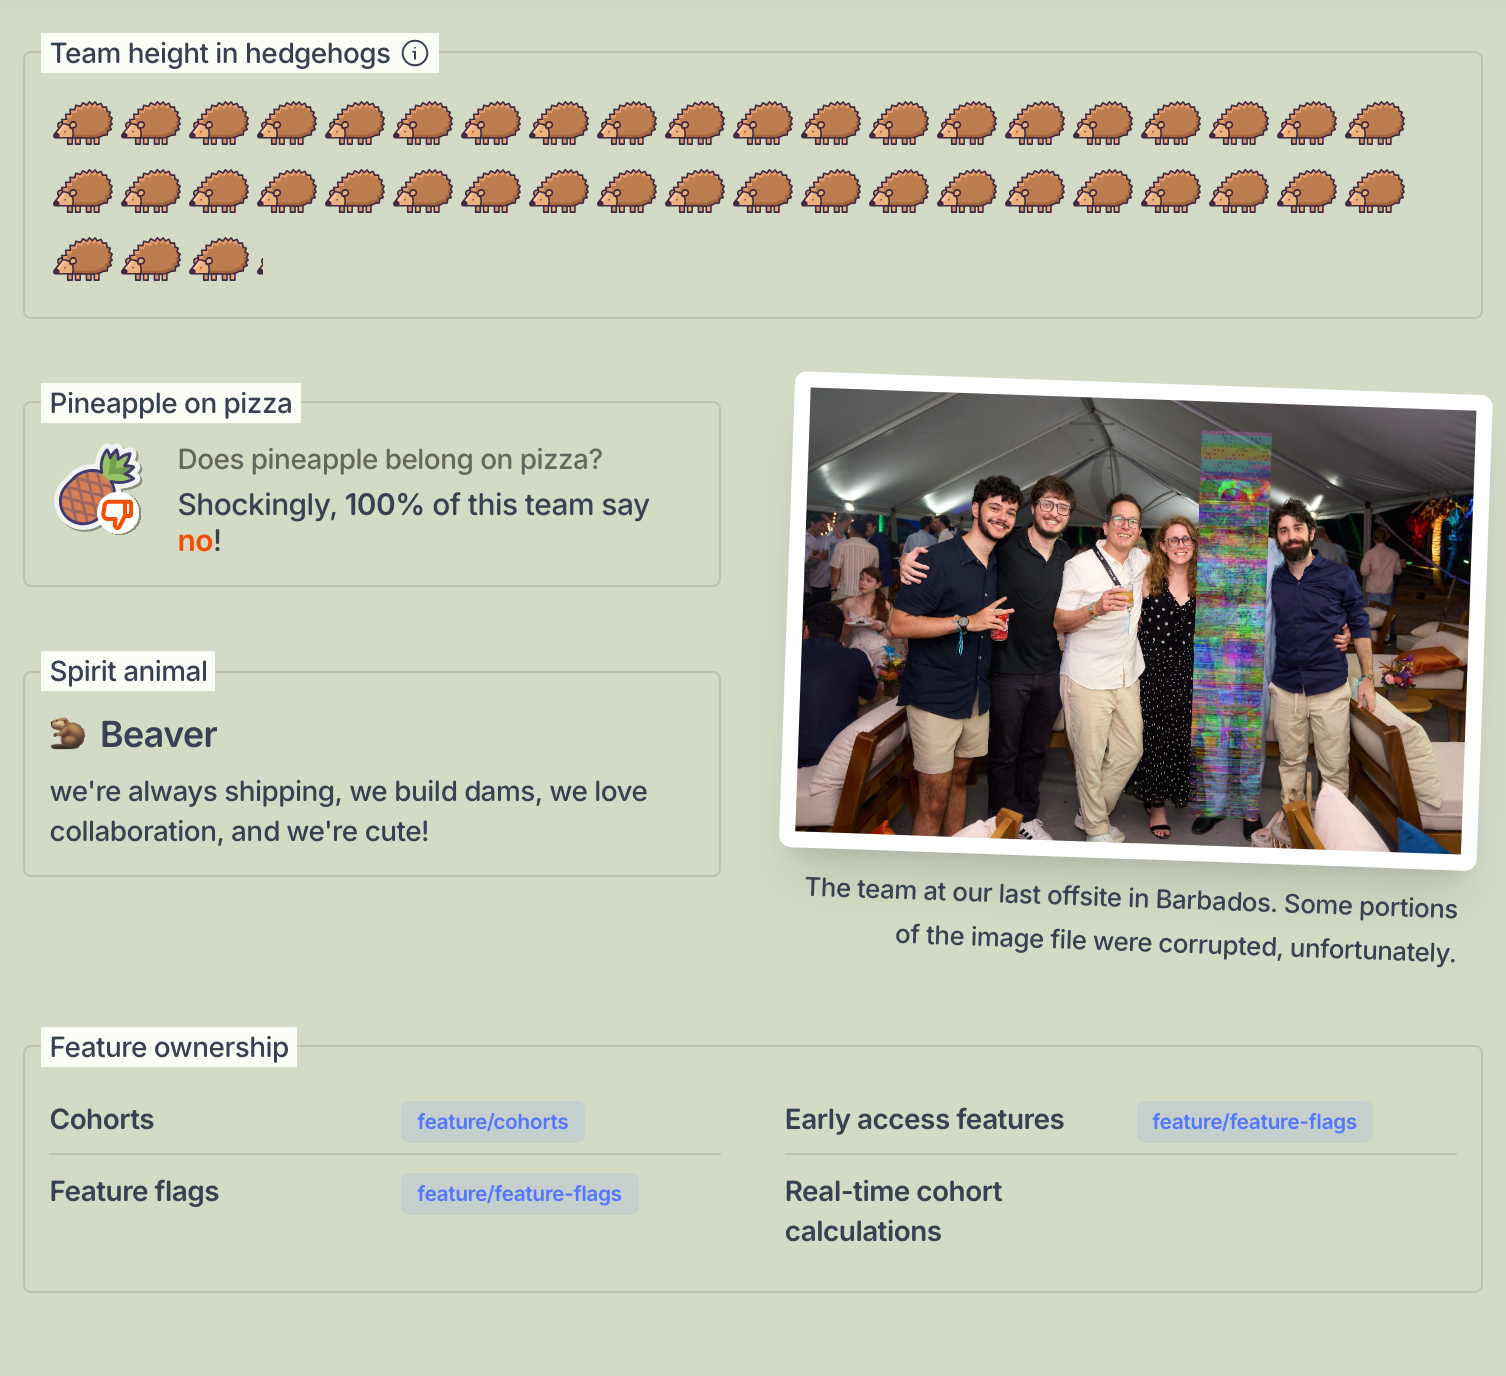 Team height in hedgehogs
Pineapple on pizza
Does pineapple belong on pizza?
Shockingly, 100% of this team say
no!
Spirit animal
Beaver
we're always shipping, we build dams, we love
collaboration, and we're cute!
The team at our last offsite in Barbados. Some portions
of the image file were corrupted, unfortunately.
Feature ownership
Cohorts
feature/cohorts
Early access features
feature/feature-flags
Feature flags
feature/feature-flags
Real-time cohort
calculations